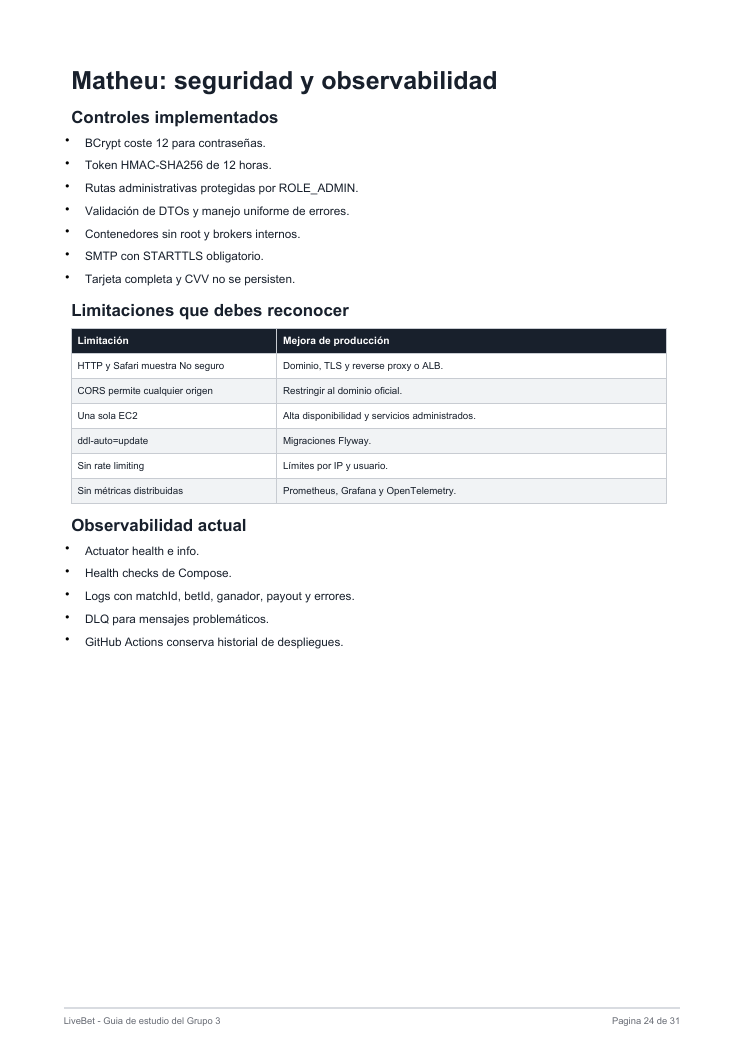 Matheu: seguridad y observabilidad
Controles implementados
• BCrypt coste 12 para contraseñas.
• Token HMAC-SHA256 de 12 horas.
• Rutas administrativas protegidas por ROLE_ADMIN.
• Validación de DTOs y manejo uniforme de errores.
• Contenedores sin root y brokers internos.
• SMTP con STARTTLS obligatorio.
• Tarjeta completa y CVV no se persisten.
Limitaciones que debes reconocer
Limitación Mejora de producción
HTTP y Safari muestra No seguro Dominio, TLS y reverse proxy o ALB.
CORS permite cualquier origen Restringir al dominio oficial.
Una sola EC2 Alta disponibilidad y servicios administrados.
ddl-auto=update Migraciones Flyway.
Sin rate limiting Límites por IP y usuario.
Sin métricas distribuidas Prometheus, Grafana y OpenTelemetry.
Observabilidad actual
• Actuator health e info.
• Health checks de Compose.
• Logs con matchId, betId, ganador, payout y errores.
• DLQ para mensajes problemáticos.
• GitHub Actions conserva historial de despliegues.
LiveBet - Guia de estudio del Grupo 3 Pagina 24 de 31